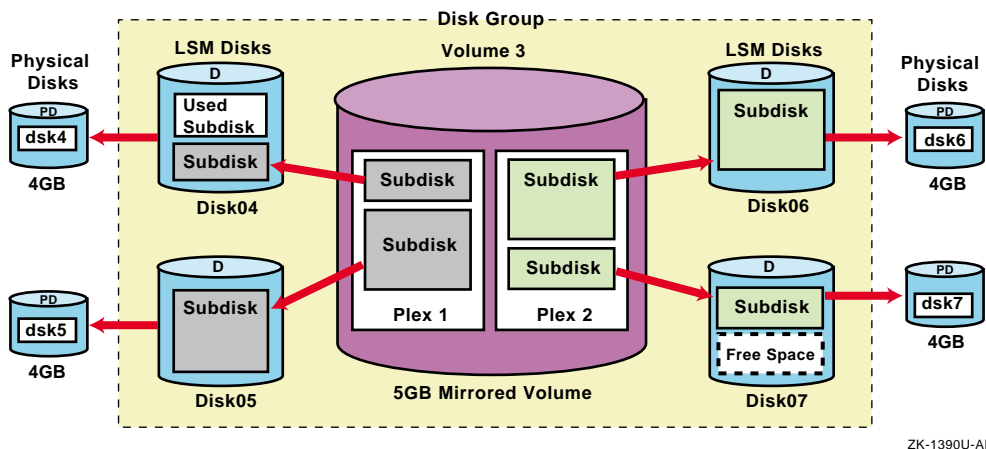 Disk Group
LSM Disks
Volume 3
LSM Disks
Physical
Disks
Physical
Disks
D
Used
Subdisk
Subdisk
Disk04
PD
dsk4
4GB
D
Subdisk
Disk05
PD
dsk5
4GB
Subdisk
Subdisk
Plex 1
Subdisk
Subdisk
Plex 2
5GB Mirrored Volume
D
Subdisk
Disk06
PD
dsk6
4GB
D
Subdisk
Free Space
Disk07
PD
dsk7
4GB
ZK-1390U-AI